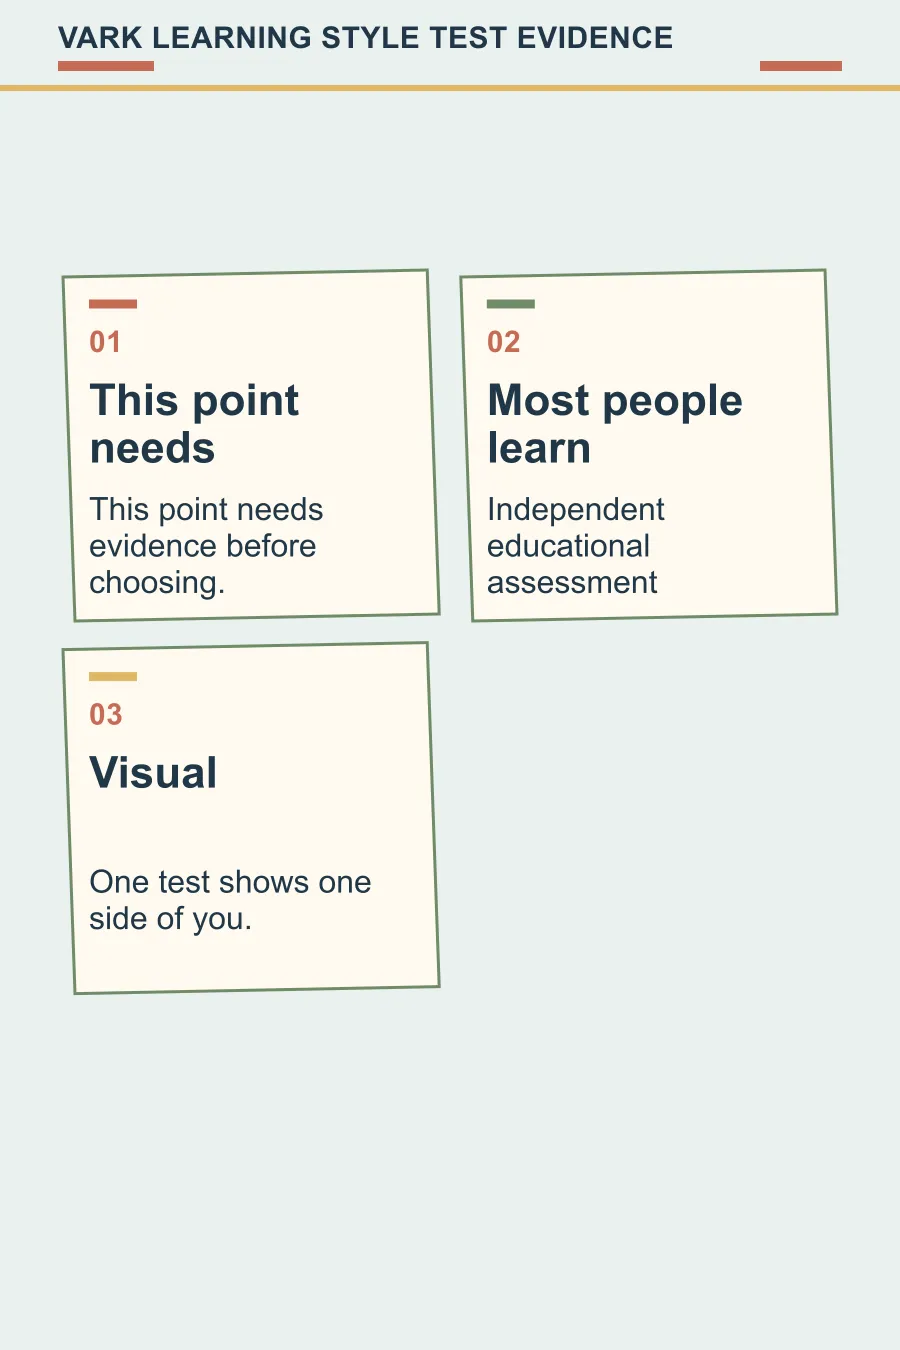 VARK LEARNING STYLE TEST EVIDENCE
01
This point
needs
This point needs
evidence before
choosing.
02
Most people
learn
Independent
educational
assessment
03
Visual
One test shows one
side of you.